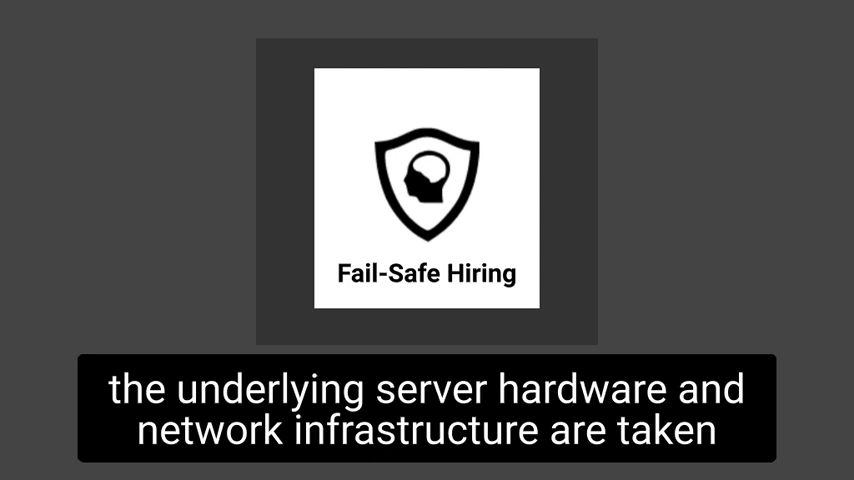 Fail-Safe Hiring
the underlying server hardware and
network infrastructure are taken